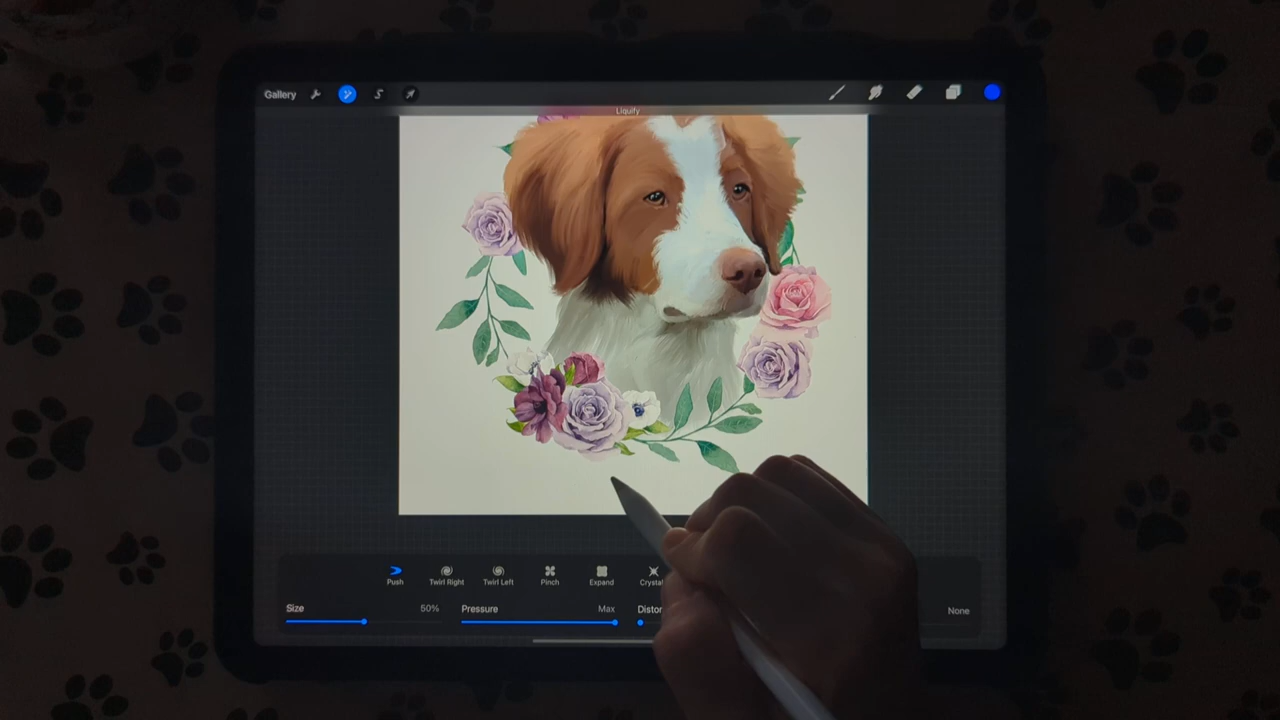 Gallery
Liquify
Push Twirl Right Twirl Left Pinch Expand
Size 50% Pressure Max None